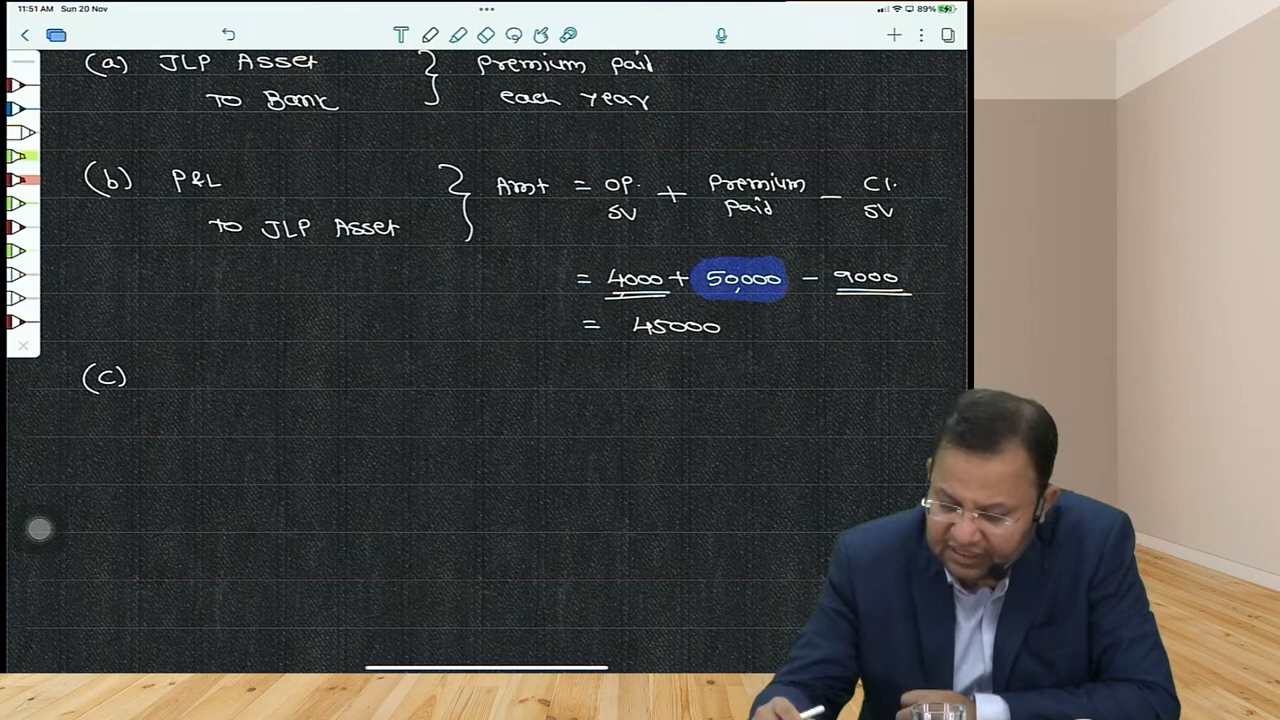 11:51 AM Sun 20 Nov
89%
T
(a) JLP Asset } Premium paid
To Bank each year
(b) P&L } Amt = OP. + Premium - Cl.
SV Paid SV
To JLP Asset
= 4000 + 50,000 - 9000
= 45000
(c)